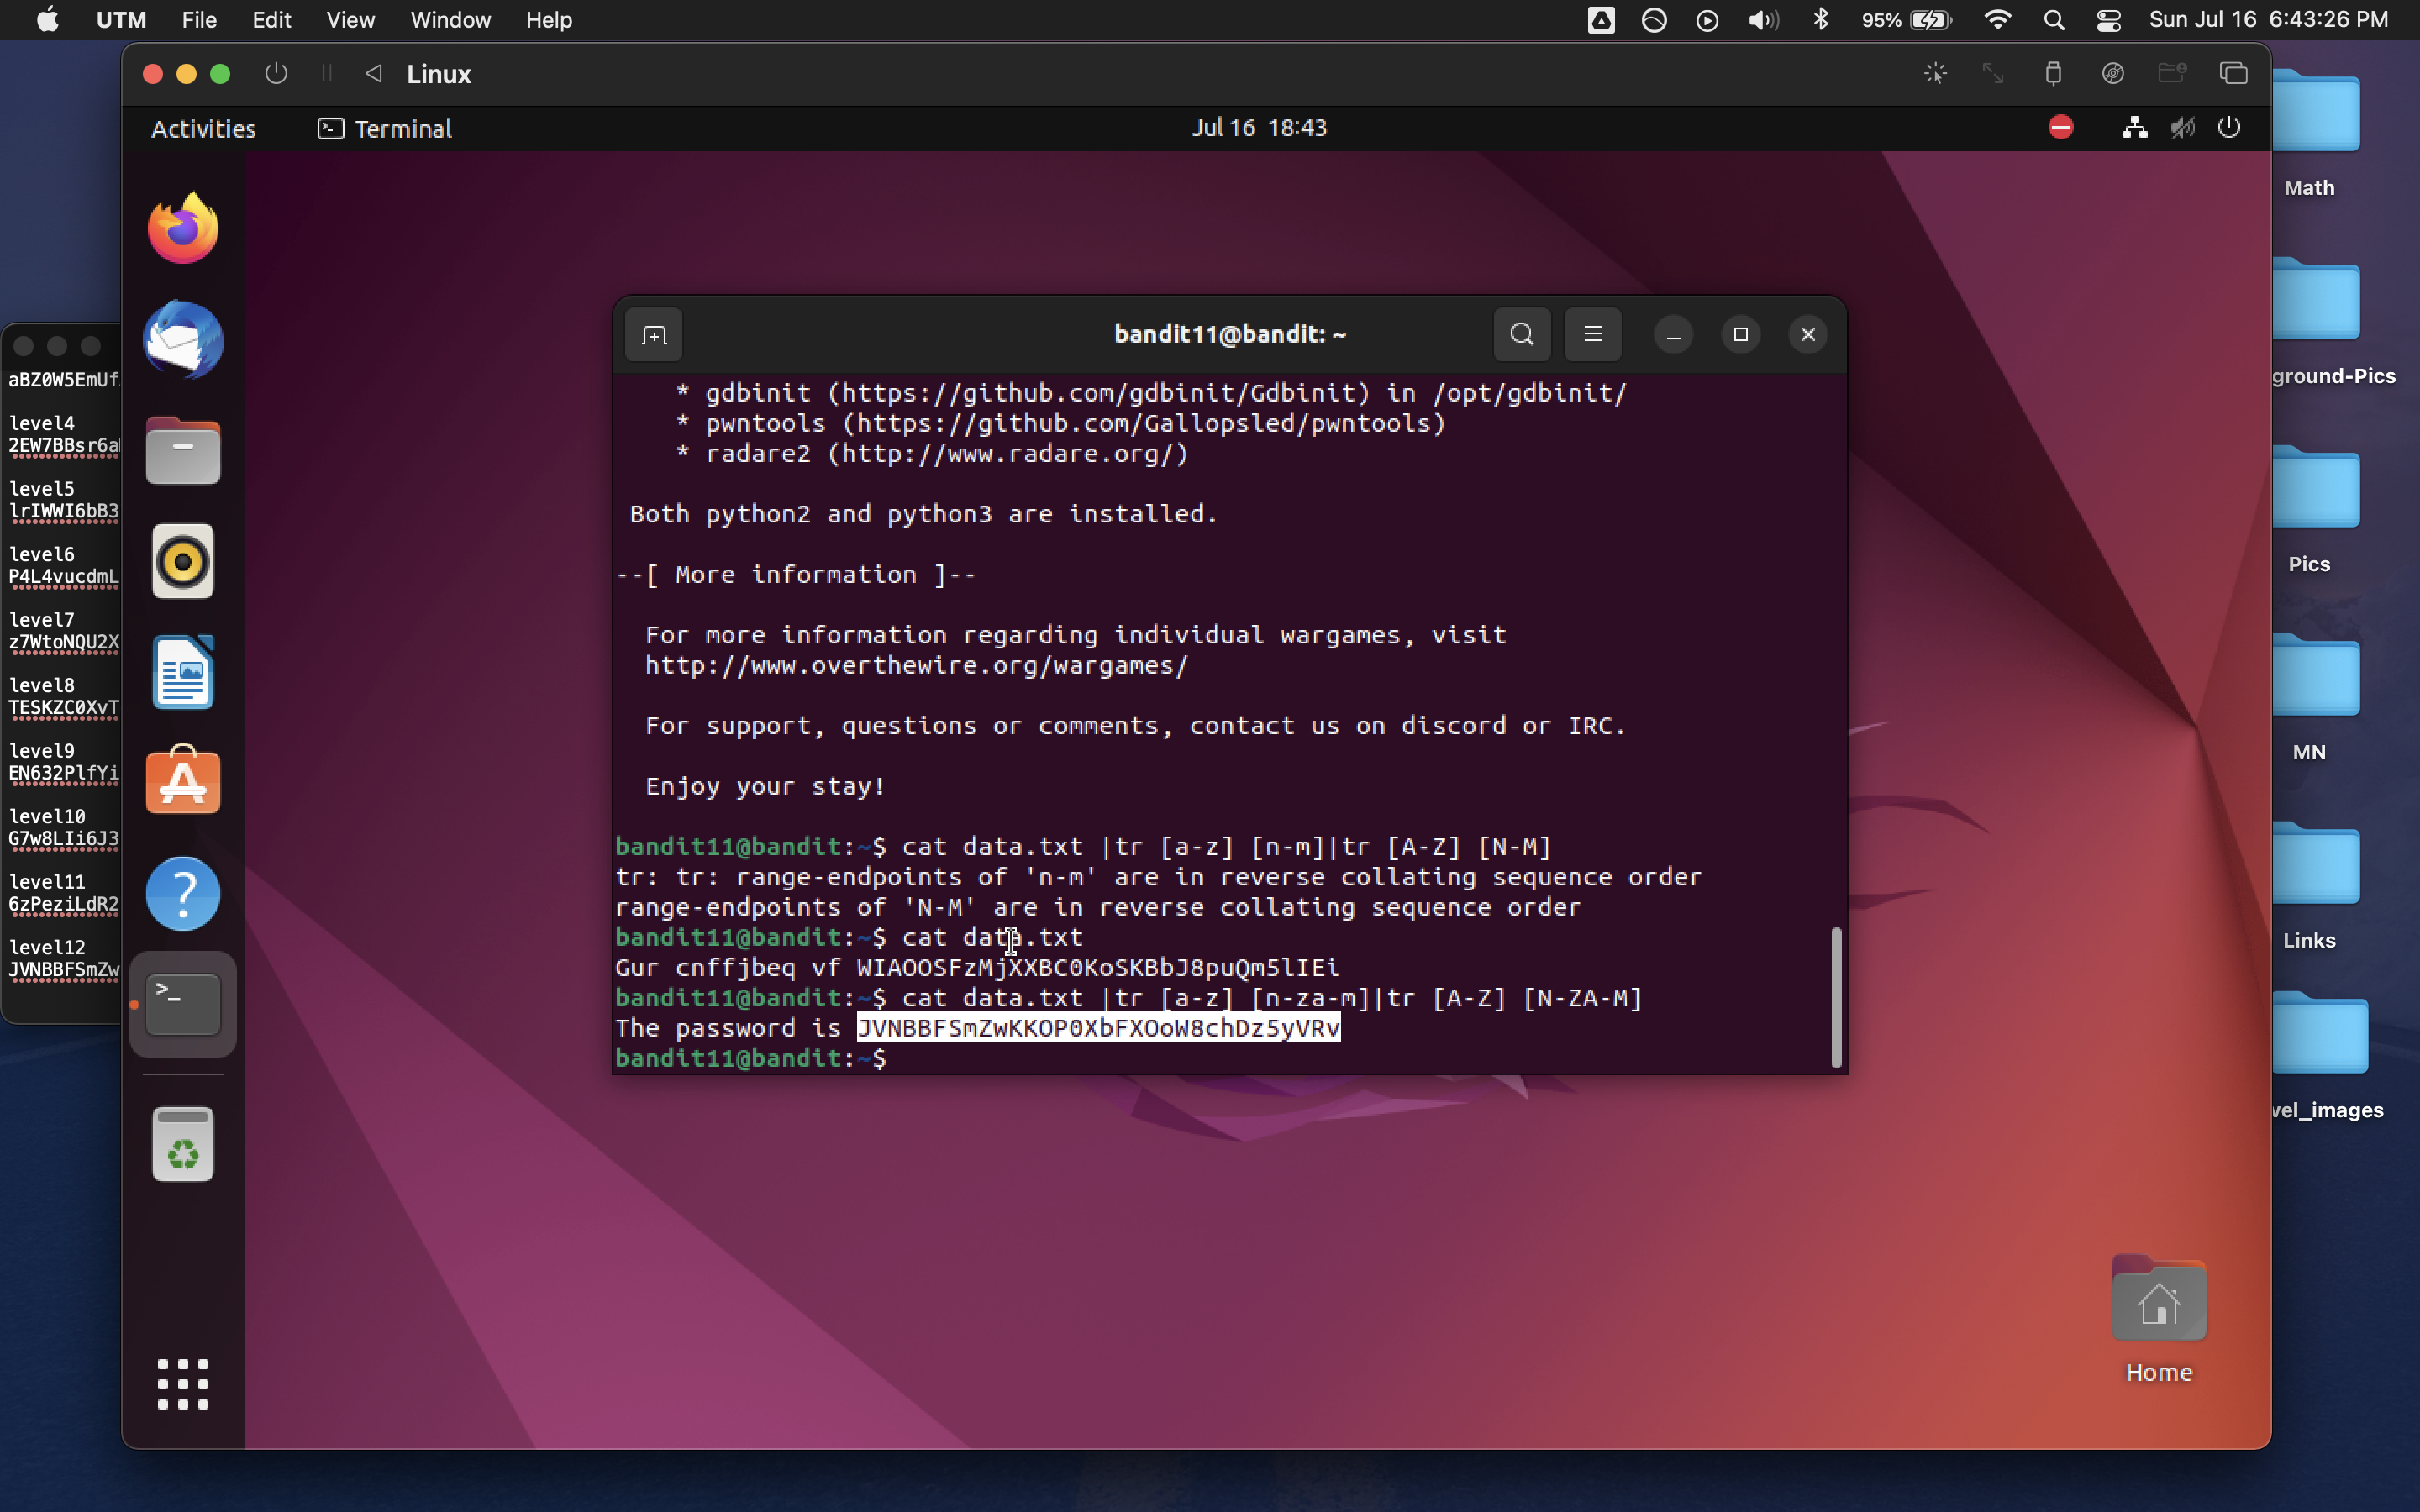 UTM File Edit View Window Help 95% Sun Jul 16 6:43:26 PM
Linux
Activities Terminal Jul 16 18:43
aBZ0W5EmUf
level4
2EW7BBsr6a
level5
lrIWWI6bB3
level6
P4L4vucdmL
level7
z7WtoNQU2X
level8
TESKZC0XvT
level9
EN632PlfYi
level10
G7w8LIi6J3
level11
6zPeziLdR2
level12
JVNBBFSmZw
bandit11@bandit: ~
* gdbinit (https://github.com/gdbinit/Gdbinit) in /opt/gdbinit/
* pwntools (https://github.com/Gallopsled/pwntools)
* radare2 (http://www.radare.org/)
Both python2 and python3 are installed.
--[ More information ]--
For more information regarding individual wargames, visit
http://www.overthewire.org/wargames/
For support, questions or comments, contact us on discord or IRC.
Enjoy your stay!
bandit11@bandit:~$ cat data.txt |tr [a-z] [n-m]|tr [A-Z] [N-M]
tr: tr: range-endpoints of 'n-m' are in reverse collating sequence order
range-endpoints of 'N-M' are in reverse collating sequence order
bandit11@bandit:~$ cat data.txt
Gur cnffjbeq vf WIAOOSFzMjXXBC0KoSKBbJ8puQm5lIEi
bandit11@bandit:~$ cat data.txt |tr [a-z] [n-za-m]|tr [A-Z] [N-ZA-M]
The password is JVNBBFSmZwKKOP0XbFXOoW8chDz5yVRv
bandit11@bandit:~$
Math
ground-Pics
Pics
MN
Links
vel_images
Home